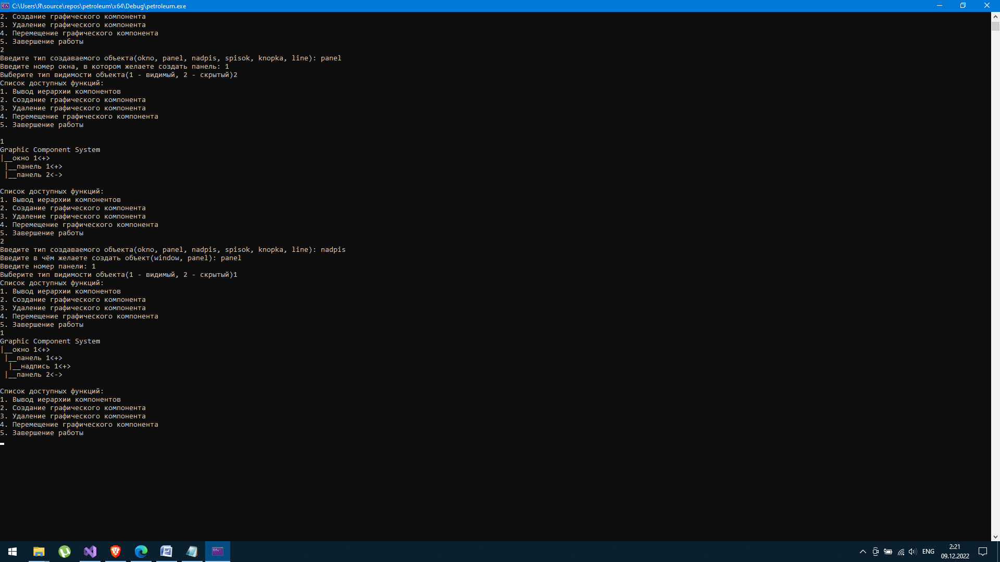 C:\Users\Я\source\repos\petroleum\x64\Debug\petroleum.exe
2. Создание графического компонента
3. Удаление графического компонента
4. Перемещение графического компонента
5. Завершение работы
2
Введите тип создаваемого объекта(okno, panel, nadpis, spisok, knopka, line): panel
Введите номер окна, в котором желаете создать панель: 1
Выберите тип видимости объекта(1 - видимый, 2 - скрытый)2
Список доступных функций:
1. Вывод иерархии компонентов
2. Создание графического компонента
3. Удаление графического компонента
4. Перемещение графического компонента
5. Завершение работы
1
Graphic Component System
|__окно 1<+>
 |__панель 1<+>
 |__панель 2<->
Список доступных функций:
1. Вывод иерархии компонентов
2. Создание графического компонента
3. Удаление графического компонента
4. Перемещение графического компонента
5. Завершение работы
2
Введите тип создаваемого объекта(okno, panel, nadpis, spisok, knopka, line): nadpis
Введите в чём желаете создать объект(window, panel): panel
Введите номер панели: 1
Выберите тип видимости объекта(1 - видимый, 2 - скрытый)1
Список доступных функций:
1. Вывод иерархии компонентов
2. Создание графического компонента
3. Удаление графического компонента
4. Перемещение графического компонента
5. Завершение работы
1
Graphic Component System
|__окно 1<+>
 |__панель 1<+>
  |__надпись 1<+>
 |__панель 2<->
Список доступных функций:
1. Вывод иерархии компонентов
2. Создание графического компонента
3. Удаление графического компонента
4. Перемещение графического компонента
5. Завершение работы
ENG
2:21
09.12.2022